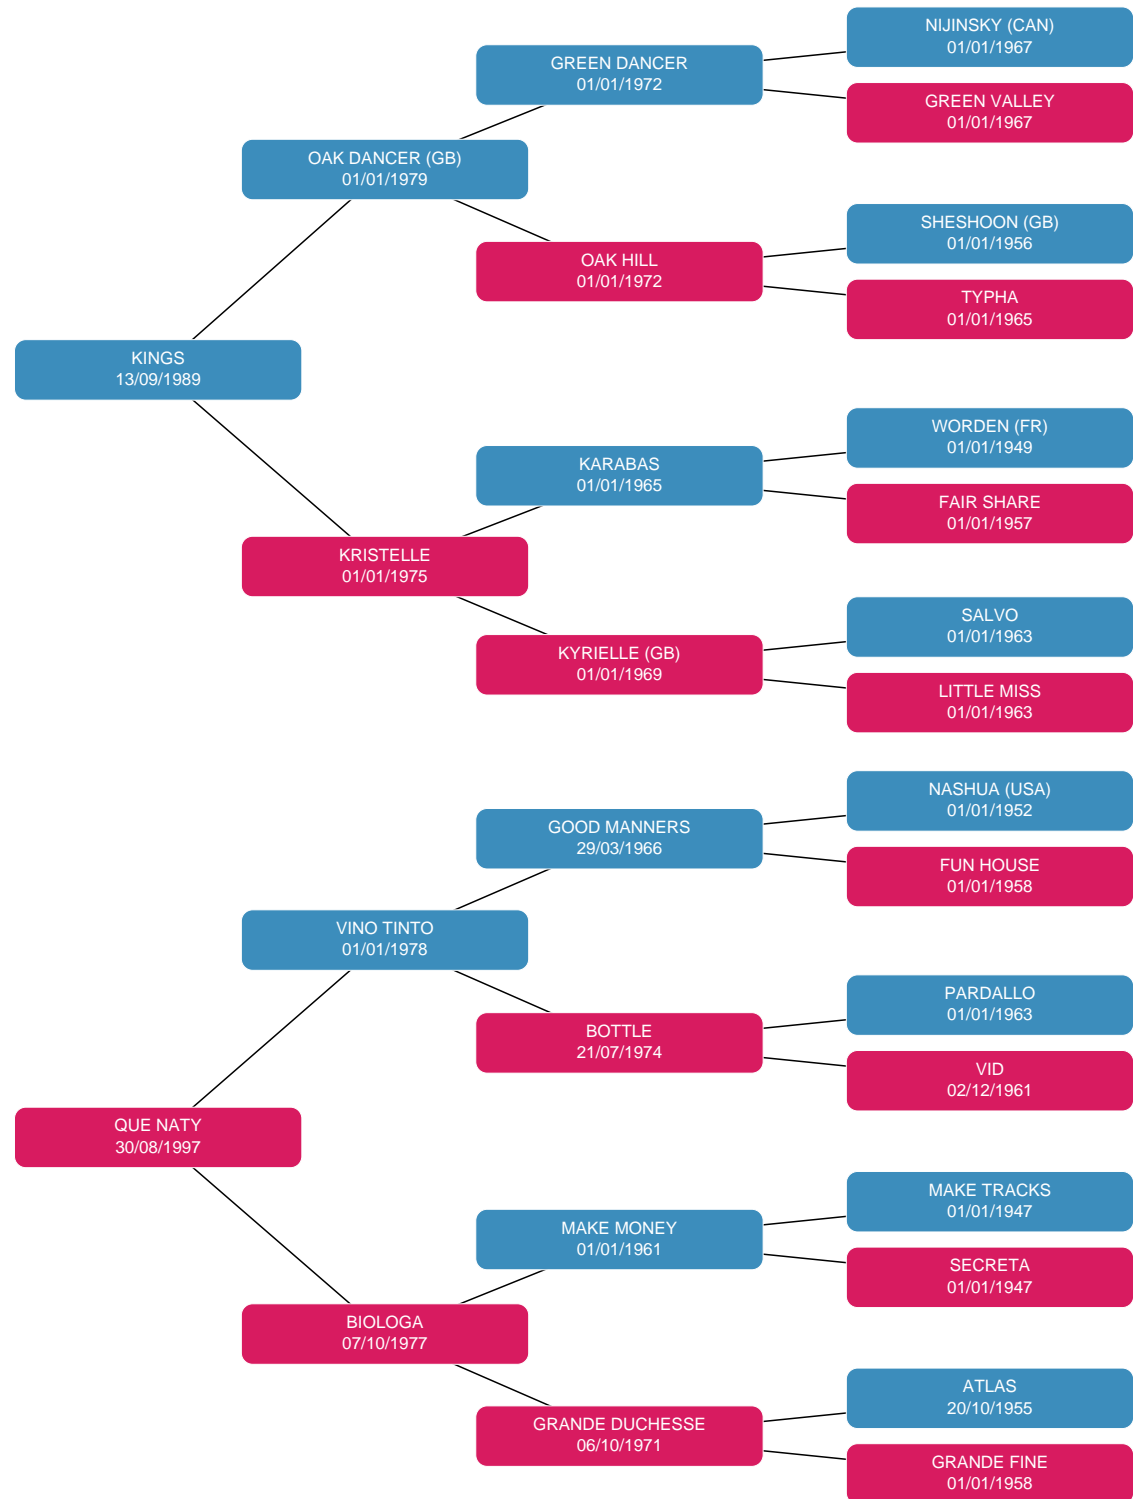 NIJINSKY (CAN)
01/01/1967
GREEN DANCER
01/01/1972
GREEN VALLEY
01/01/1967
OAK DANCER (GB)
01/01/1979
SHESHOON (GB)
01/01/1956
OAK HILL
01/01/1972
TYPHA
01/01/1965
KINGS
13/09/1989
WORDEN (FR)
01/01/1949
KARABAS
01/01/1965
FAIR SHARE
01/01/1957
KRISTELLE
01/01/1975
SALVO
01/01/1963
KYRIELLE (GB)
01/01/1969
LITTLE MISS
01/01/1963
NASHUA (USA)
01/01/1952
GOOD MANNERS
29/03/1966
FUN HOUSE
01/01/1958
VINO TINTO
01/01/1978
PARDALLO
01/01/1963
BOTTLE
21/07/1974
VID
02/12/1961
QUE NATY
30/08/1997
MAKE TRACKS
01/01/1947
MAKE MONEY
01/01/1961
SECRETA
01/01/1947
BIOLOGA
07/10/1977
ATLAS
20/10/1955
GRANDE DUCHESSE
06/10/1971
GRANDE FINE
01/01/1958